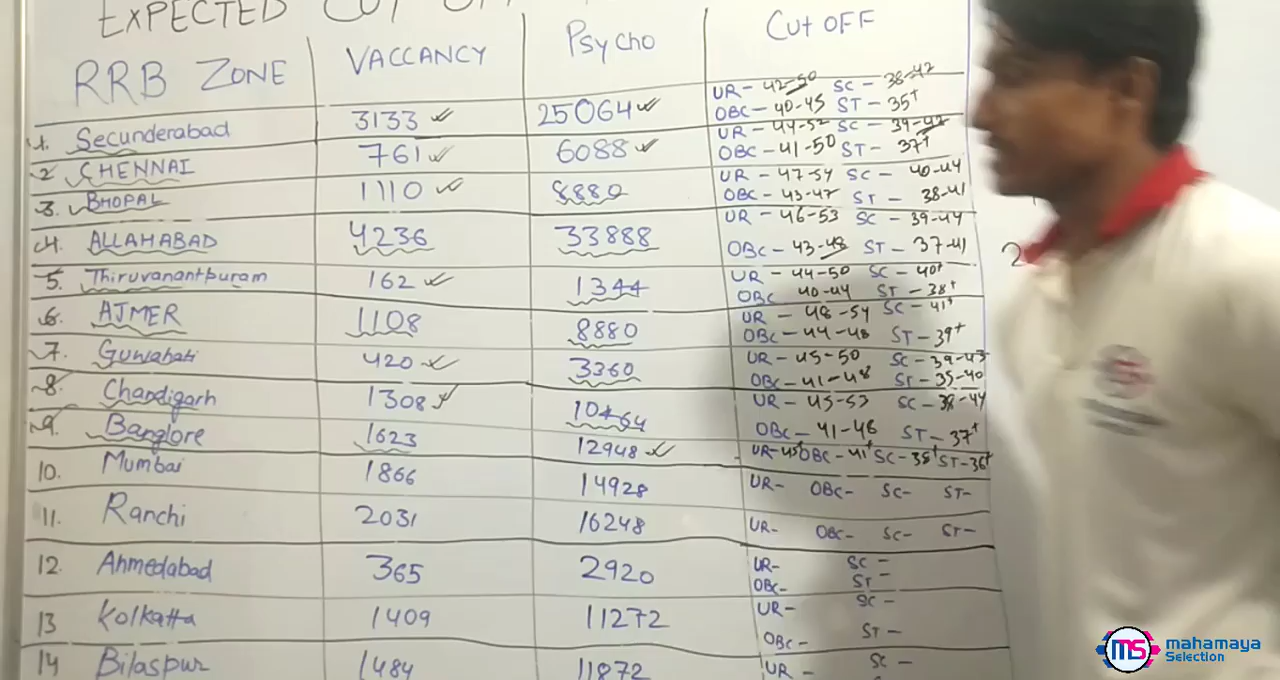 EXPECTED CUT OFF
RRB ZONE VACCANCY Psycho Cut OFF
1. Secunderabad 3133 25064 UR- 42-50 SC- 38-42
OBC- 40-45 ST- 35+
2. CHENNAI 761 6088 UR- 44-52 SC- 39-42
OBC- 41-50 ST- 37+
3. BHOPAL 1110 8880 UR- 47-54 SC- 40-44
OBC- 43-47 ST- 38-41
4. ALLAHABAD 4236 33888 UR- 46-53 SC- 39-44
OBC- 43-48 ST- 37-41
5. Thiruvanantpuram 162 1344 UR- 44-50 SC- 40+
OBC 40-44 ST- 38+
6. AJMER 1108 8880 UR- 48-54 SC- 41+
OBC- 44-48 ST- 39+
7. Guwahati 420 3360 UR- 45-50 SC- 39-43
OBC- 41-48 ST- 35-40
8. Chandigarh 1308 10464 UR- 45-53 SC- 38-44
OBC- 41-48 ST- 37+
9. Banglore 1623 12948 UR-45+ OBC-41+ SC-38+ ST-36+
10. Mumbai 1866 14928 UR- OBC- SC- ST-
11. Ranchi 2031 16248 UR- OBC- SC- ST-
12. Ahmedabad 365 2920 UR- SC-
OBC- ST-
13 Kolkatta 1409 11272 UR- SC-
OBC- ST-
14 Bilaspur 1484 11872 UR- SC-
2
MS mahamaya
Selection